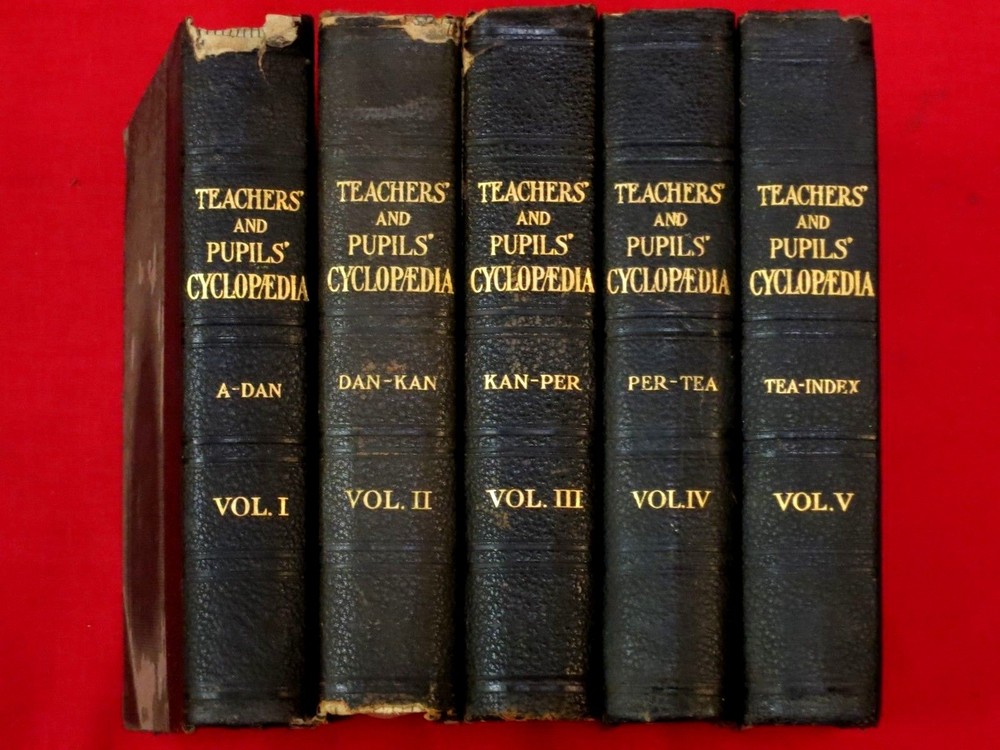 TEACHERS'
AND
PUPILS'
CYCLOPÆDIA
A-DAN
VOL. I
TEACHERS'
AND
PUPILS'
CYCLOPÆDIA
DAN-KAN
VOL. II
TEACHERS'
AND
PUPILS'
CYCLOPÆDIA
KAN-PER
VOL. III
TEACHERS'
AND
PUPILS'
CYCLOPÆDIA
PER-TEA
VOL. IV
TEACHERS'
AND
PUPILS'
CYCLOPÆDIA
TEA-INDEX
VOL. V